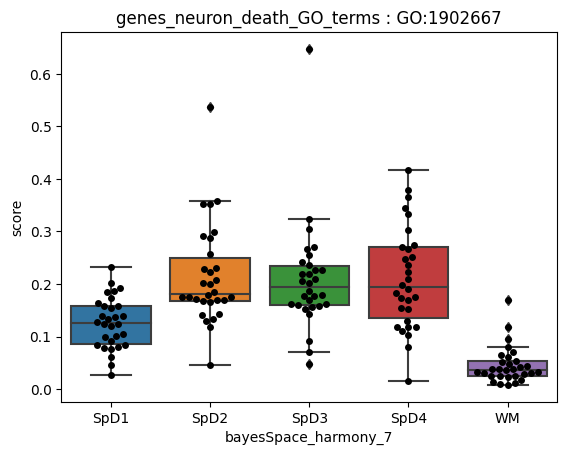 genes_neuron_death_GO_terms : GO:1902667
score
0.6
0.5
0.4
0.3
0.2
0.1
0.0
SpD1 SpD2 SpD3 SpD4 WM
bayesSpace_harmony_7